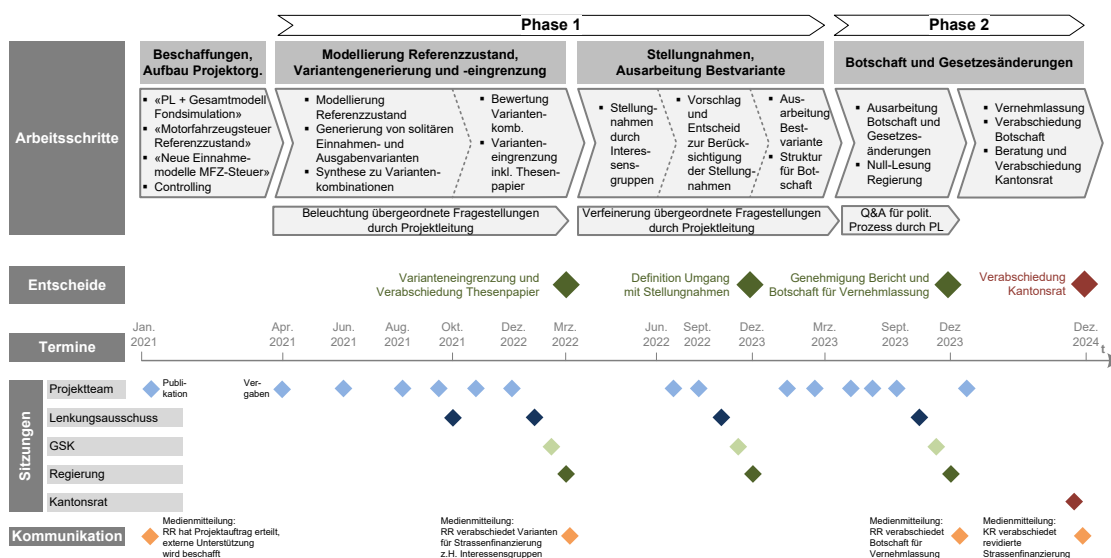 Phase 1
Phase 2
Arbeitsschritte
Beschaffungen,
Aufbau Projektorg.
Modellierung Referenzzustand,
Variantengenerierung und -eingrenzung
Stellungnahmen,
Ausarbeitung Bestvariante
Botschaft und Gesetzesänderungen
▪ «PL + Gesamtmodell
Fondsimulation»
▪ «Motorfahrzeugsteuer
Referenzzustand»
▪ «Neue Einnahme-
modelle MFZ-Steuer»
▪ Controlling
▪ Modellierung
Referenzzustand
▪ Generierung von solitären
Einnahmen- und
Ausgabenvarianten
▪ Synthese zu Varianten-
kombinationen
▪ Bewertung
Varianten-
komb.
▪ Varianten-
eingrenzung
inkl. Thesen-
papier
▪ Stellung-
nahmen
durch
Interes-
sens-
gruppen
▪ Vorschlag
und
Entscheid
zur Berück-
sichtigung
der Stellung-
nahmen
▪ Aus-
arbeitung
Best-
variante
▪ Struktur
für Bot-
schaft
▪ Ausarbeitung
Botschaft und
Gesetzes-
änderungen
▪ Null-Lesung
Regierung
▪ Vernehmlassung
▪ Verabschiedung
Botschaft
▪ Beratung und
Verabschiedung
Kantonsrat
Beleuchtung übergeordnete Fragestellungen
durch Projektleitung
Verfeinerung übergeordnete Fragestellungen
durch Projektleitung
Q&A für polit.
Prozess durch PL
Entscheide
Varianteneingrenzung und
Verabschiedung Thesenpapier
Definition Umgang
mit Stellungnahmen
Genehmigung Bericht und
Botschaft für Vernehmlassung
Verabschiedung
Kantonsrat
Termine
Jan.
2021
Apr.
2021
Jun.
2021
Aug.
2021
Okt.
2021
Dez.
2022
Mrz.
2022
Jun.
2022
Sept.
2022
Dez.
2023
Mrz.
2023
Sept.
2023
Dez
2023
Dez.
2024
t
Sitzungen
Projektteam
Publi-
kation
Ver-
gaben
Lenkungsausschuss
GSK
Regierung
Kantonsrat
Kommunikation
Medienmitteilung:
RR hat Projektauftrag erteilt,
externe Unterstützung
wird beschafft
Medienmitteilung:
RR verabschiedet Varianten
für Strassenfinanzierung
z.H. Interessensgruppen
Medienmitteilung:
RR verabschiedet
Botschaft für
Vernehmlassung
Medienmitteilung:
KR verabschiedet
revidierte
Strassenfinanzierung